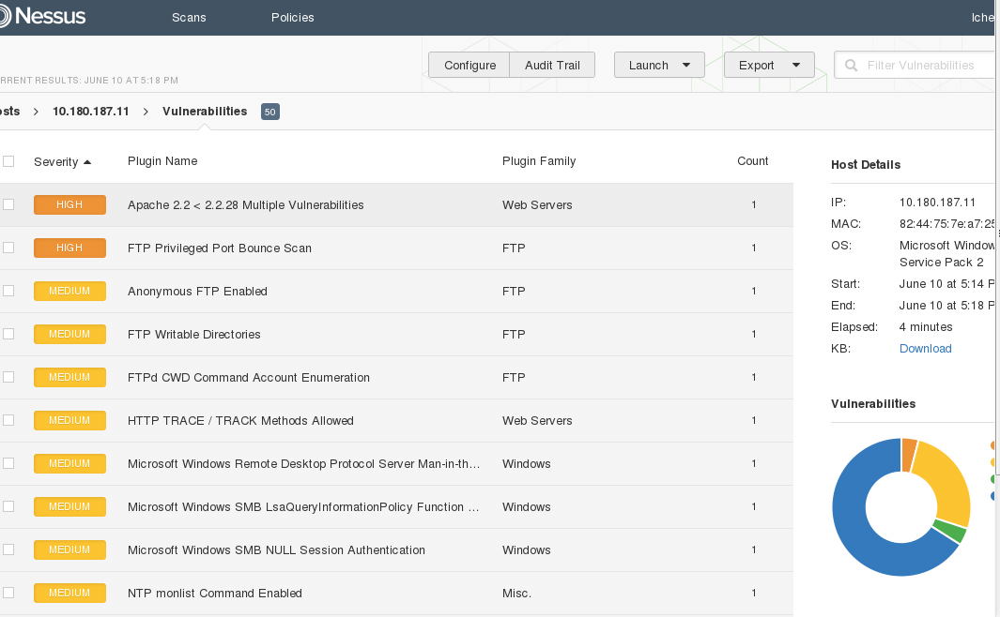 Nessus Scans Policies
RRENT RESULTS: JUNE 10 AT 5:18 PM
Configure Audit Trail Launch Export Filter Vulnerabilities
10.180.187.11 > Vulnerabilities 50
Severity Plugin Name Plugin Family Count
HIGH Apache 2.2 < 2.2.28 Multiple Vulnerabilities Web Servers 1
HIGH FTP Privileged Port Bounce Scan FTP 1
MEDIUM Anonymous FTP Enabled FTP 1
MEDIUM FTP Writable Directories FTP 1
MEDIUM FTPd CWD Command Account Enumeration FTP 1
MEDIUM HTTP TRACE / TRACK Methods Allowed Web Servers 1
MEDIUM Microsoft Windows Remote Desktop Protocol Server Man-in-th... Windows 1
MEDIUM Microsoft Windows SMB LsaQueryInformationPolicy Function ... Windows 1
MEDIUM Microsoft Windows SMB NULL Session Authentication Windows 1
MEDIUM NTP monlist Command Enabled Misc. 1
Host Details
IP: 10.180.187.11
MAC: 82:44:75:7e:a7:25
OS: Microsoft Window
Service Pack 2
Start: June 10 at 5:14 P
End: June 10 at 5:18 P
Elapsed: 4 minutes
KB: Download
Vulnerabilities